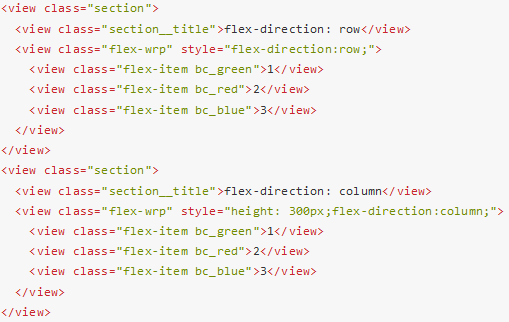 <view class="section">
  <view class="section__title">flex-direction: row</view>
  <view class="flex-wrp" style="flex-direction:row;">
    <view class="flex-item bc_green">1</view>
    <view class="flex-item bc_red">2</view>
    <view class="flex-item bc_blue">3</view>
  </view>
</view>
<view class="section">
  <view class="section__title">flex-direction: column</view>
  <view class="flex-wrp" style="height: 300px;flex-direction:column;">
    <view class="flex-item bc_green">1</view>
    <view class="flex-item bc_red">2</view>
    <view class="flex-item bc_blue">3</view>
  </view>
</view>